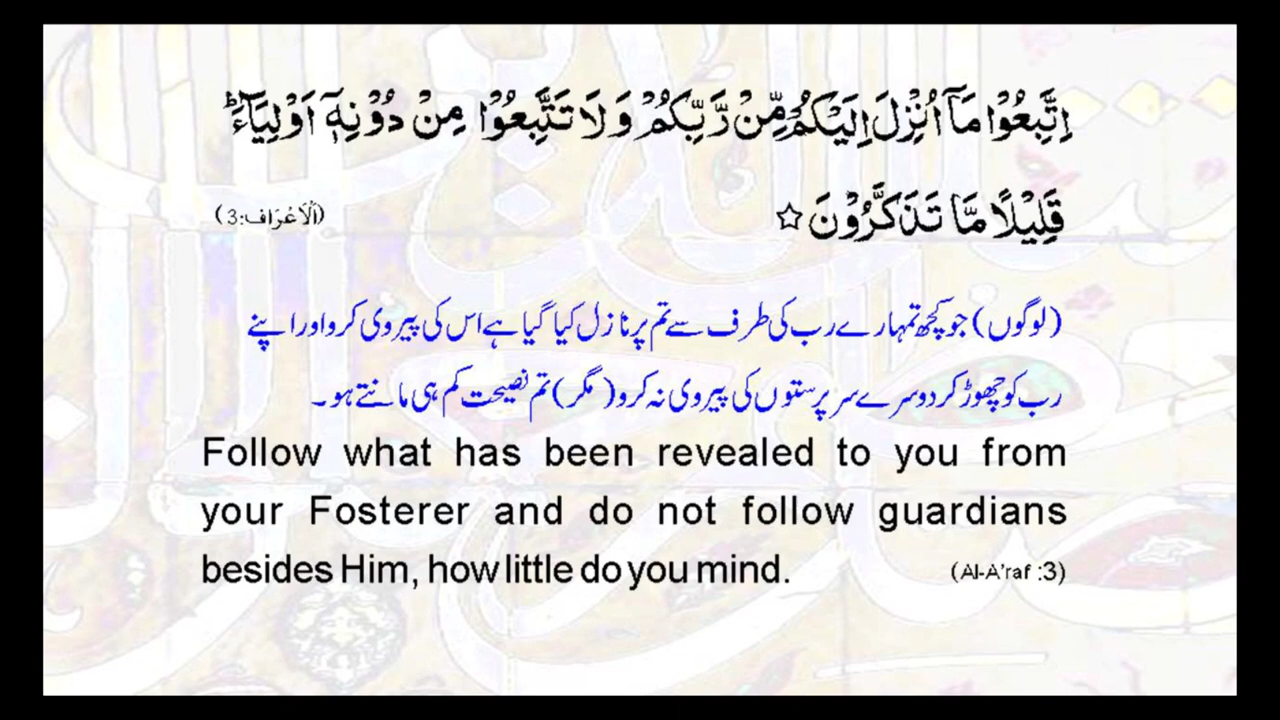 اِتَّبِعُوْا مَاۤ اُنْزِلَ اِلَیْكُمْ مِّنْ رَّبِّكُمْ وَ لَا تَتَّبِعُوْا مِنْ دُوْنِهٖۤ اَوْلِیَآءَؕ
قَلِیْلًا مَّا تَذَكَّرُوْنَ ☆ (اَلْاَعْرَاف:3)
(لوگوں) جو کچھ تمہارے رب کی طرف سے تم پر نازل کیا گیا ہے اس کی پیروی کرو اور اپنے
رب کو چھوڑ کر دوسرے سرپرستوں کی پیروی نہ کرو (مگر) تم نصیحت کم ہی مانتے ہو۔
Follow what has been revealed to you from
your Fosterer and do not follow guardians
besides Him, how little do you mind. (Al-A'raf :3)